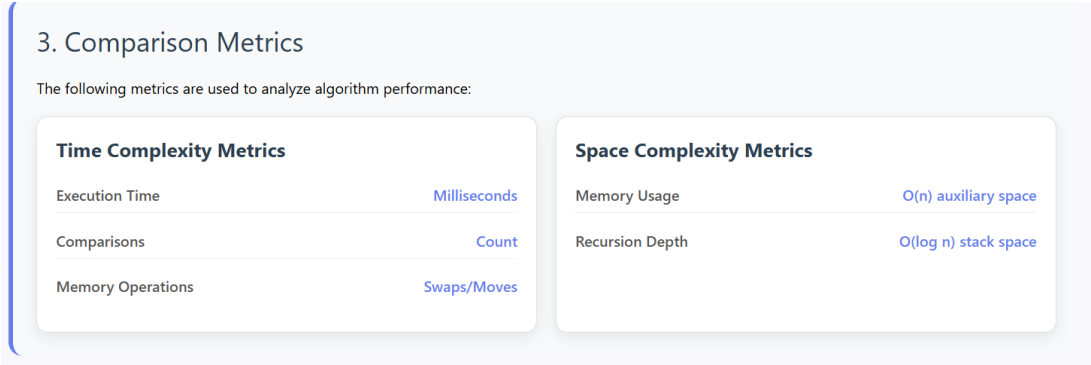 3. Comparison Metrics
The following metrics are used to analyze algorithm performance:
Time Complexity Metrics
Execution Time Milliseconds
Comparisons Count
Memory Operations Swaps/Moves
Space Complexity Metrics
Memory Usage O(n) auxiliary space
Recursion Depth O(log n) stack space